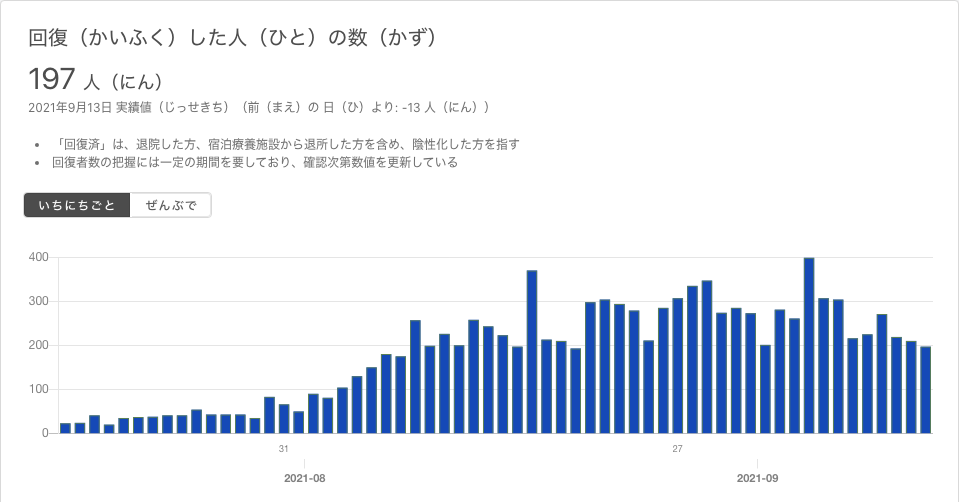 回復（かいふく）した人（ひと）の数（かず）
197 人（にん）
2021年9月13日 実績値（じっせきち）（前（まえ）の 日（ひ）より: -13 人（にん））
• 「回復済」は、退院した方、宿泊療養施設から退所した方を含め、陰性化した方を指す
• 回復者数の把握には一定の期間を要しており、確認次第数値を更新している
いちにちごと ぜんぶで
400
300
200
100
0
31 27
2021-08 2021-09